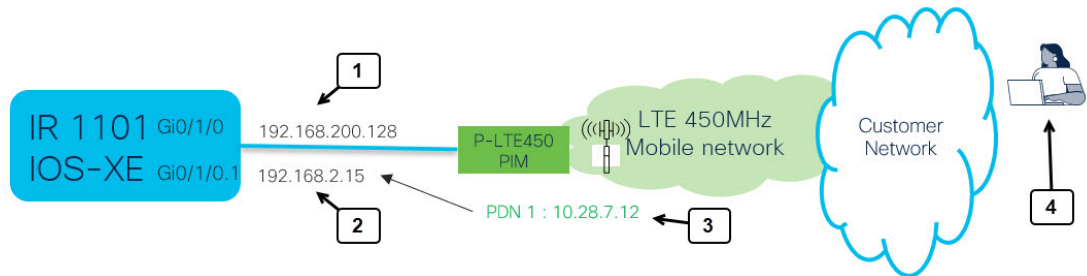 1
IR 1101 Gi0/1/0
192.168.200.128
IOS-XE Gi0/1/0.1
192.168.2.15
2
P-LTE450
PIM
PDN 1 : 10.28.7.12
3
LTE 450MHz
Mobile network
Customer
Network
4